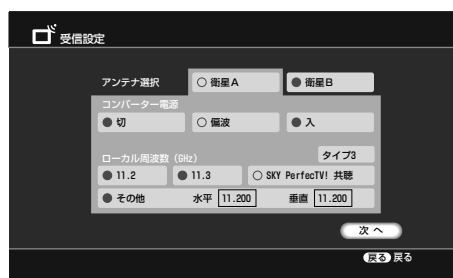 受信設定
アンテナ選択 衛星A 衛星B
コンバーター電源
切 偏波 入
ローカル周波数 (GHz) タイプ3
11.2 11.3 SKY PerfecTV! 共聴
その他 水平 11.200 垂直 11.200
次 へ
戻る 戻る